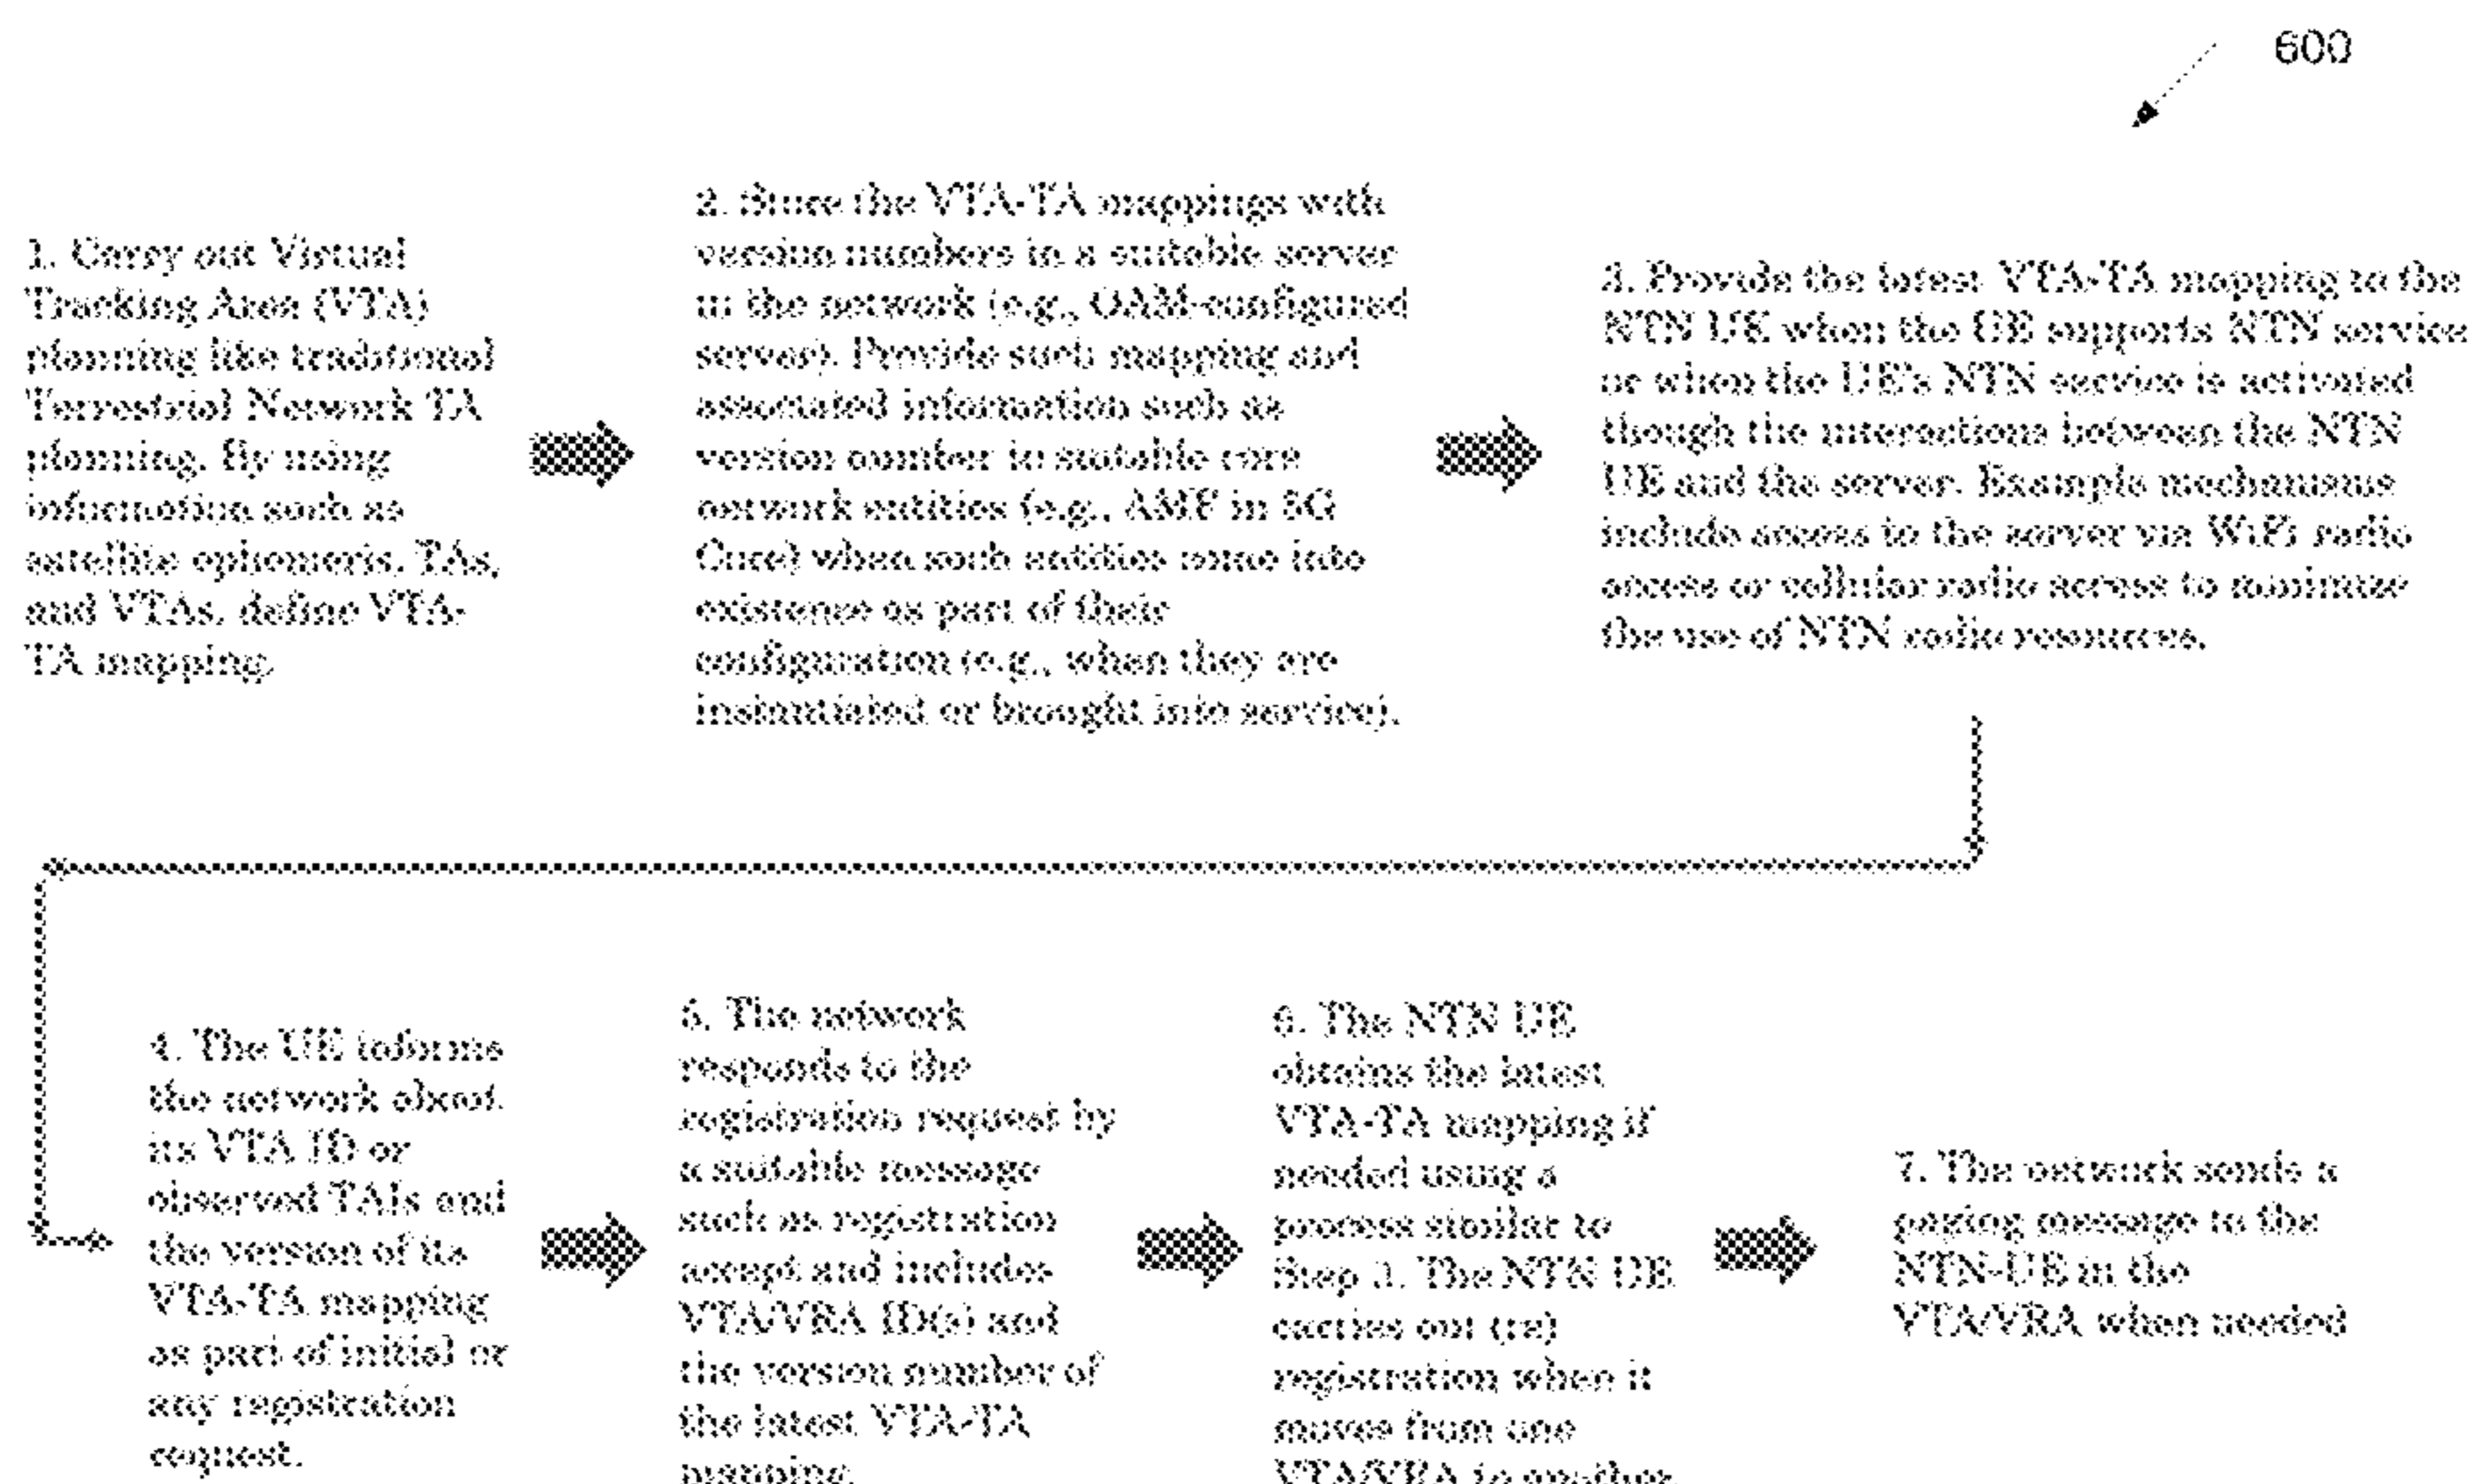 600
1. Carry out Virtual
Tracking Area (VTA)
planning like traditional
Terrestrial Network TA
planning. By using
information such as
satellite ephemeris, TAs,
and VTAs, define VTA-
TA mapping.
2. Store the VTA-TA mappings with
version numbers in a suitable server
in the network (e.g., OAM-configured
server). Provide such mapping and
associated information such as
version number in suitable core
network entities (e.g., AMF in 5G
Core) when such entities come into
existence as part of their
configuration (e.g., when they are
instantiated or brought into service).
3. Provide the latest VTA-TA mapping to the
NTN UE when the UE supports NTN service
or when the UE's NTN service is activated
though the interactions between the NTN
UE and the server. Example mechanisms
include access to the server via WiFi radio
access or cellular radio access to minimize
the use of NTN radio resources.
4. The UE informs
the network about
its VTA ID or
observed TAIs and
the version of its
VTA-TA mapping
as part of initial or
any registration
request.
5. The network
responds to the
registration request by
a suitable message
such as registration
accept and includes
VTA/VRA ID(s) and
the version number of
the latest VTA-TA
mapping.
6. The NTN UE
obtains the latest
VTA-TA mapping if
needed using a
process similar to
Step 3. The NTN UE
carries out (re)
registration when it
moves from one
VTA/VRA to another
7. The network sends a
paging message to the
NTN-UE in the
VTA/VRA when needed